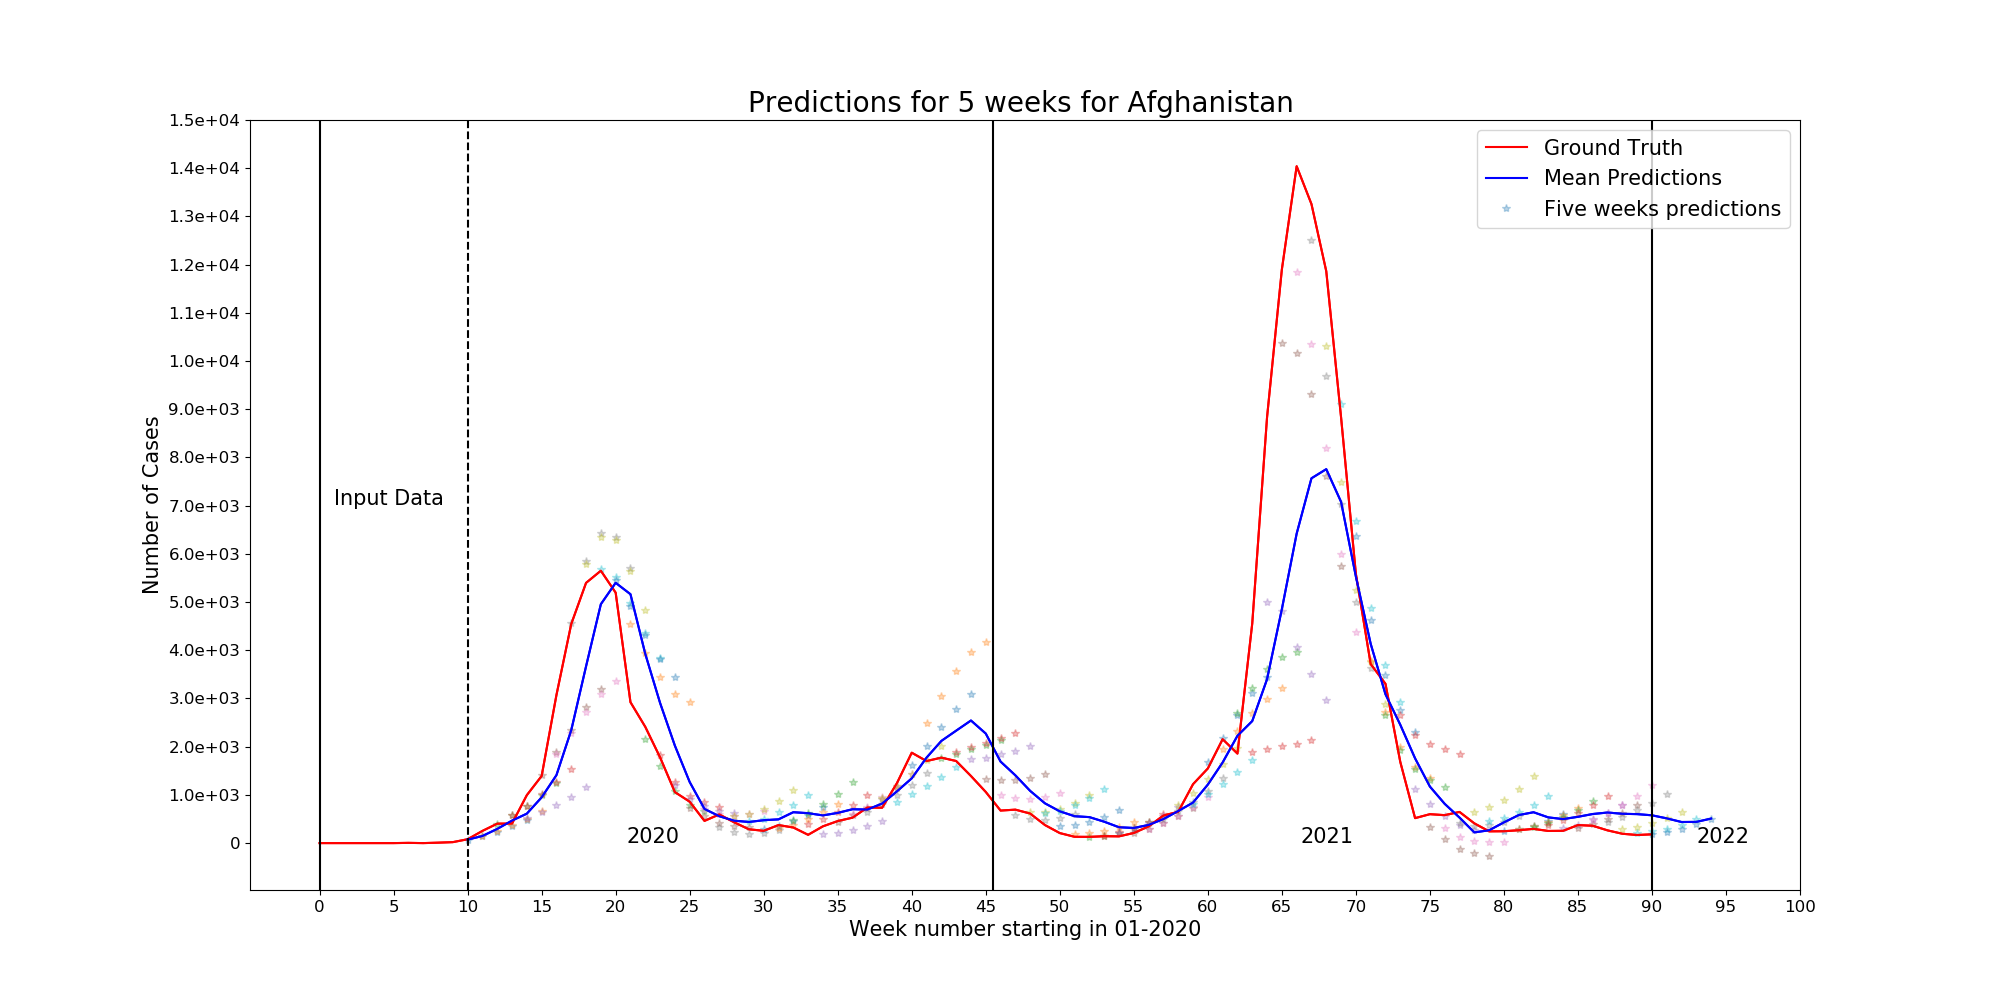 Predictions for 5 weeks for Afghanistan
1.5e+04
1.4e+04
1.3e+04
1.2e+04
1.1e+04
1.0e+04
9.0e+03
8.0e+03
7.0e+03
6.0e+03
5.0e+03
4.0e+03
3.0e+03
2.0e+03
1.0e+03
0
Number of Cases
Ground Truth
Mean Predictions
Five weeks predictions
Input Data
2020 2021 2022
0 5 10 15 20 25 30 35 40 45 50 55 60 65 70 75 80 85 90 95 100
Week number starting in 01-2020